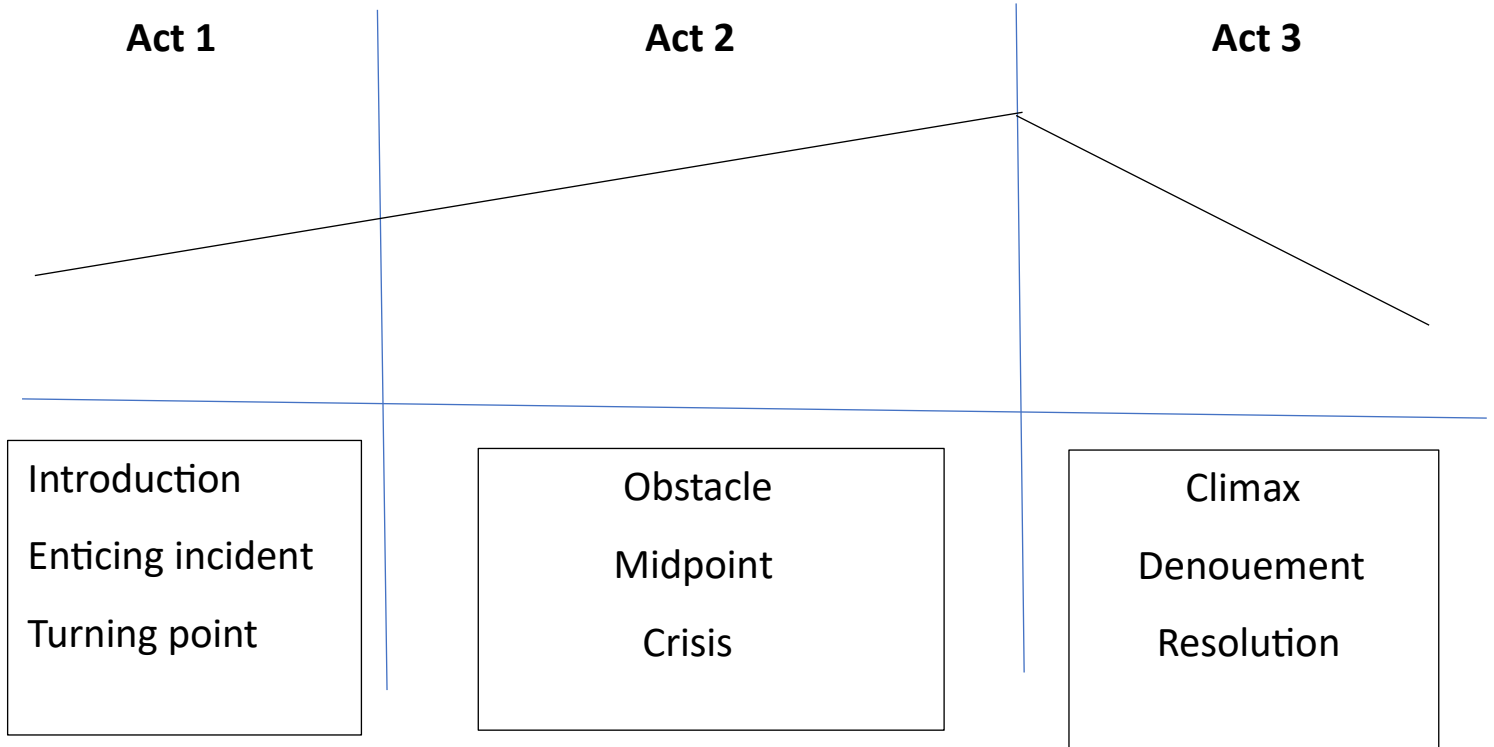 Act 1
Act 2
Act 3
Introduction
Enticing incident
Turning point
Obstacle
Midpoint
Crisis
Climax
Denouement
Resolution